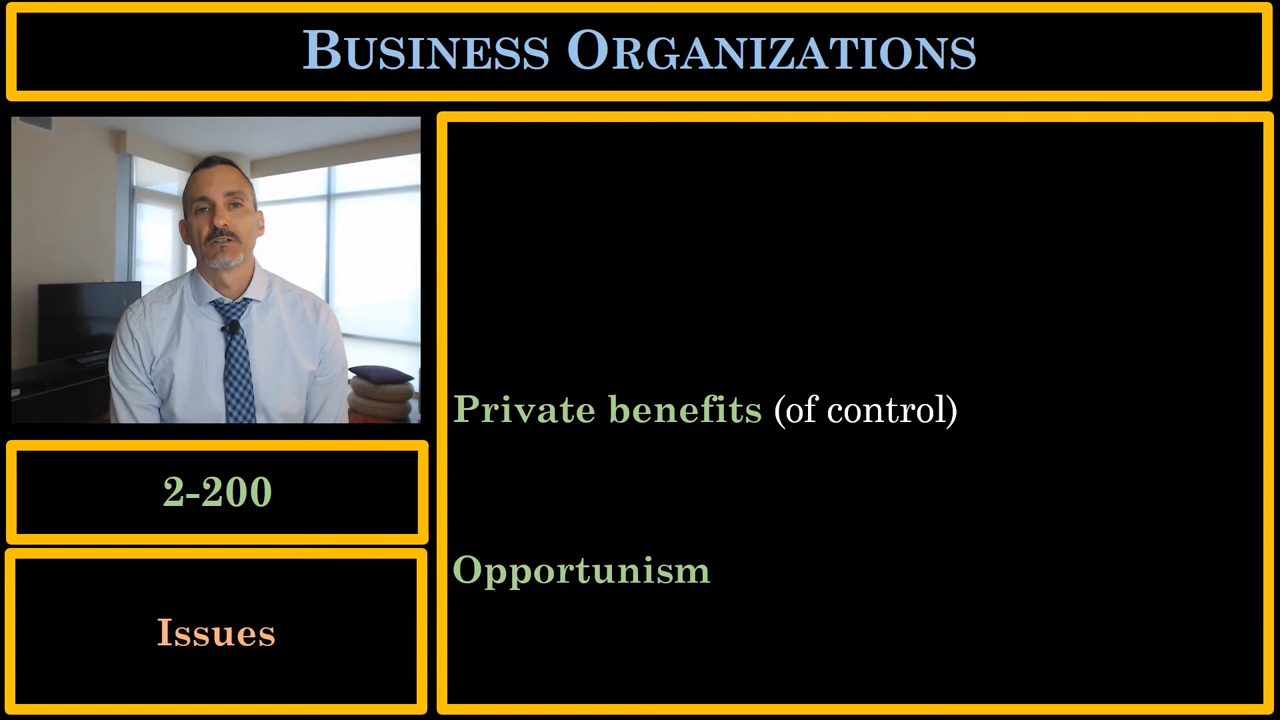 Business Organizations
2-200
Issues
Private benefits (of control)
Opportunism